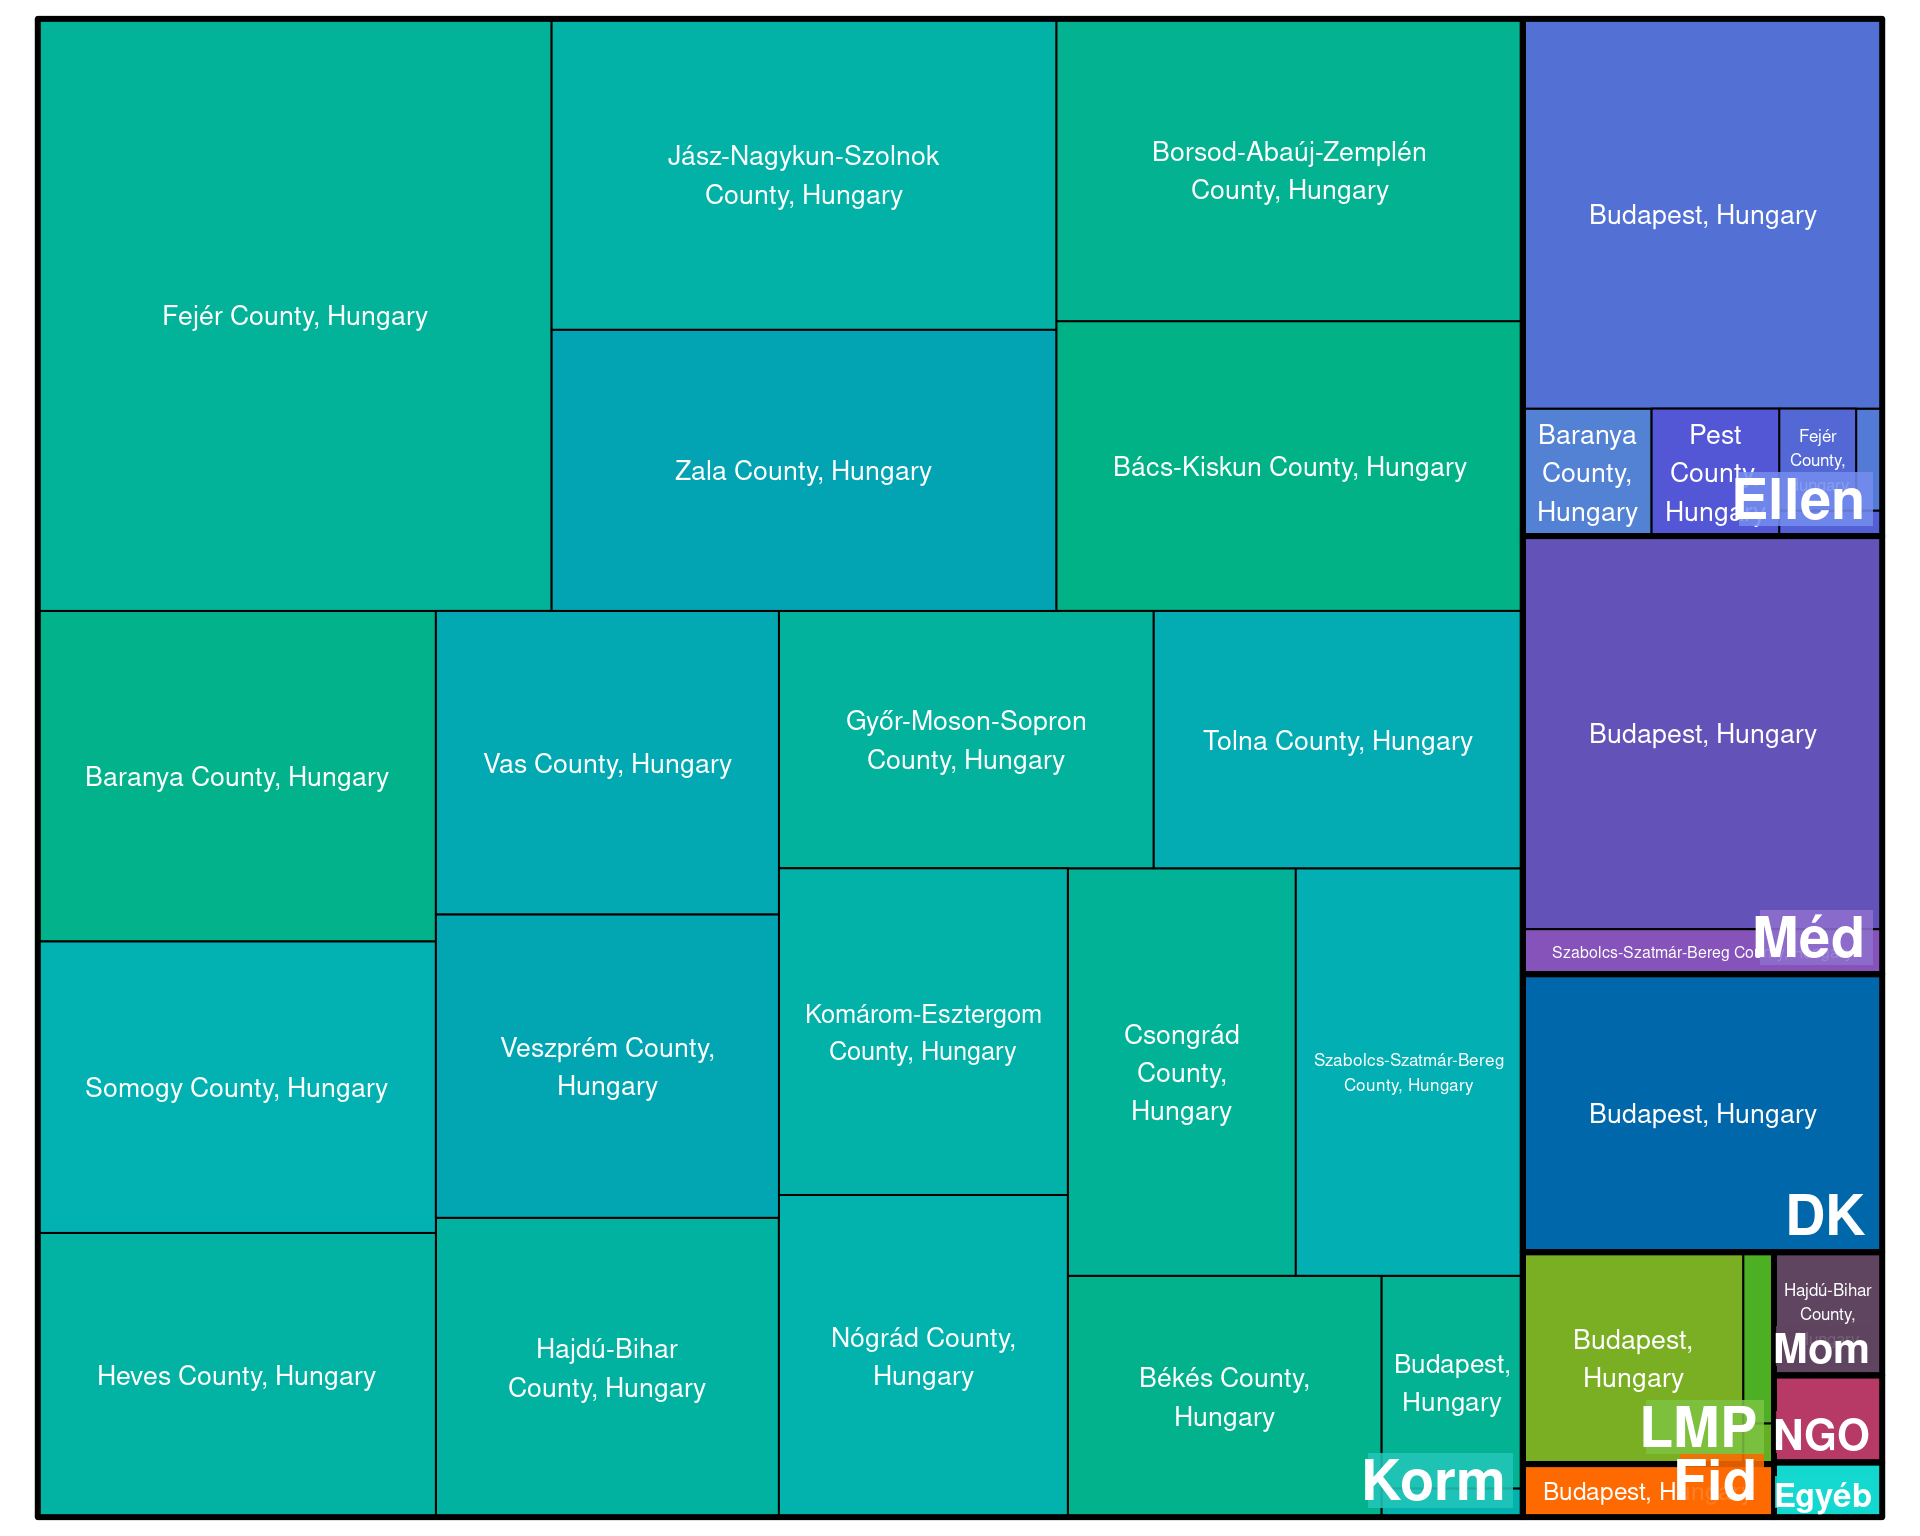 Fejér County, Hungary
Jász-Nagykun-Szolnok
County, Hungary
Borsod-Abaúj-Zemplén
County, Hungary
Zala County, Hungary
Bács-Kiskun County, Hungary
Baranya County, Hungary
Vas County, Hungary
Győr-Moson-Sopron
County, Hungary
Tolna County, Hungary
Somogy County, Hungary
Veszprém County,
Hungary
Komárom-Esztergom
County, Hungary
Csongrád
County,
Hungary
Szabolcs-Szatmár-Bereg
County, Hungary
Heves County, Hungary
Hajdú-Bihar
County, Hungary
Nógrád County,
Hungary
Békés County,
Hungary
Budapest,
Hungary
Korm
Budapest, Hungary
Baranya
County,
Hungary
Pest
County,
Hungary
Fejér
County,
Hungary
Ellen
Budapest, Hungary
Szabolcs-Szatmár-Bereg County, Hungary
Méd
Budapest, Hungary
DK
Budapest,
Hungary
LMP
Budapest, Hungary
Fid
Hajdú-Bihar
County,
Hungary
Mom
NGO
Egyéb